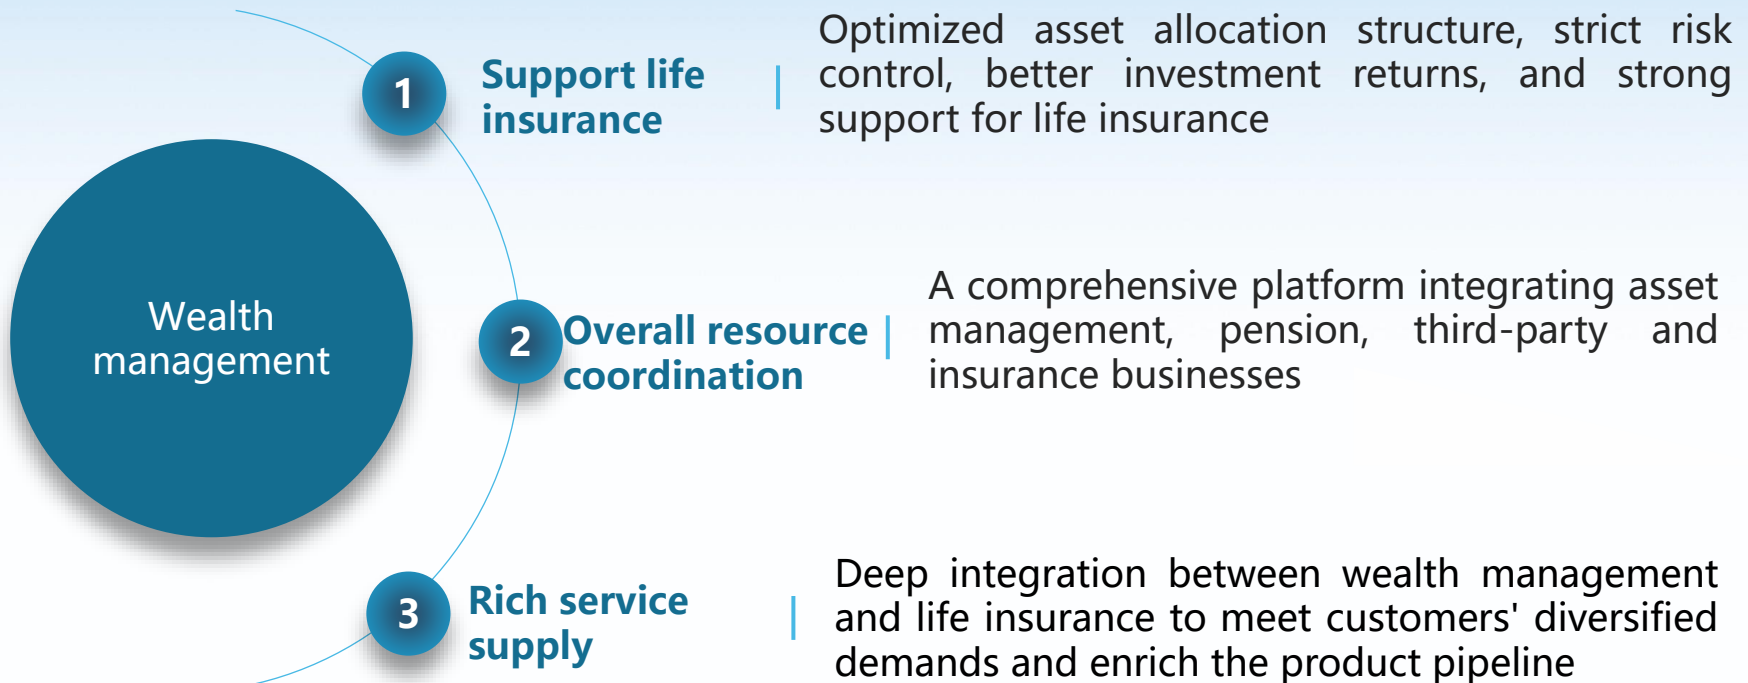 Wealth
management
1
Support life
insurance
Optimized asset allocation structure, strict risk
control, better investment returns, and strong
support for life insurance
2
Overall resource
coordination
A comprehensive platform integrating asset
management, pension, third-party and
insurance businesses
3
Rich service
supply
Deep integration between wealth management
and life insurance to meet customers' diversified
demands and enrich the product pipeline